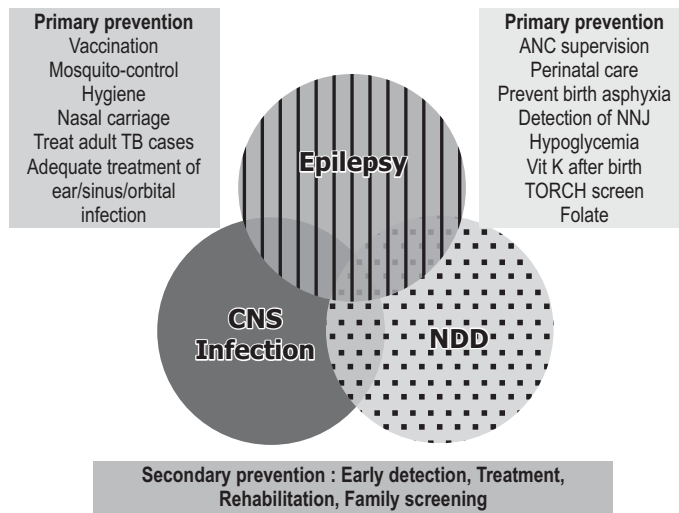 Primary prevention
Vaccination
Mosquito-control
Hygiene
Nasal carriage
Treat adult TB cases
Adequate treatment of
ear/sinus/orbital
infection
Primary prevention
ANC supervision
Perinatal care
Prevent birth asphyxia
Detection of NNJ
Hypoglycemia
Vit K after birth
TORCH screen
Folate
Epilepsy
CNS
Infection
NDD
Secondary prevention : Early detection, Treatment,
Rehabilitation, Family screening